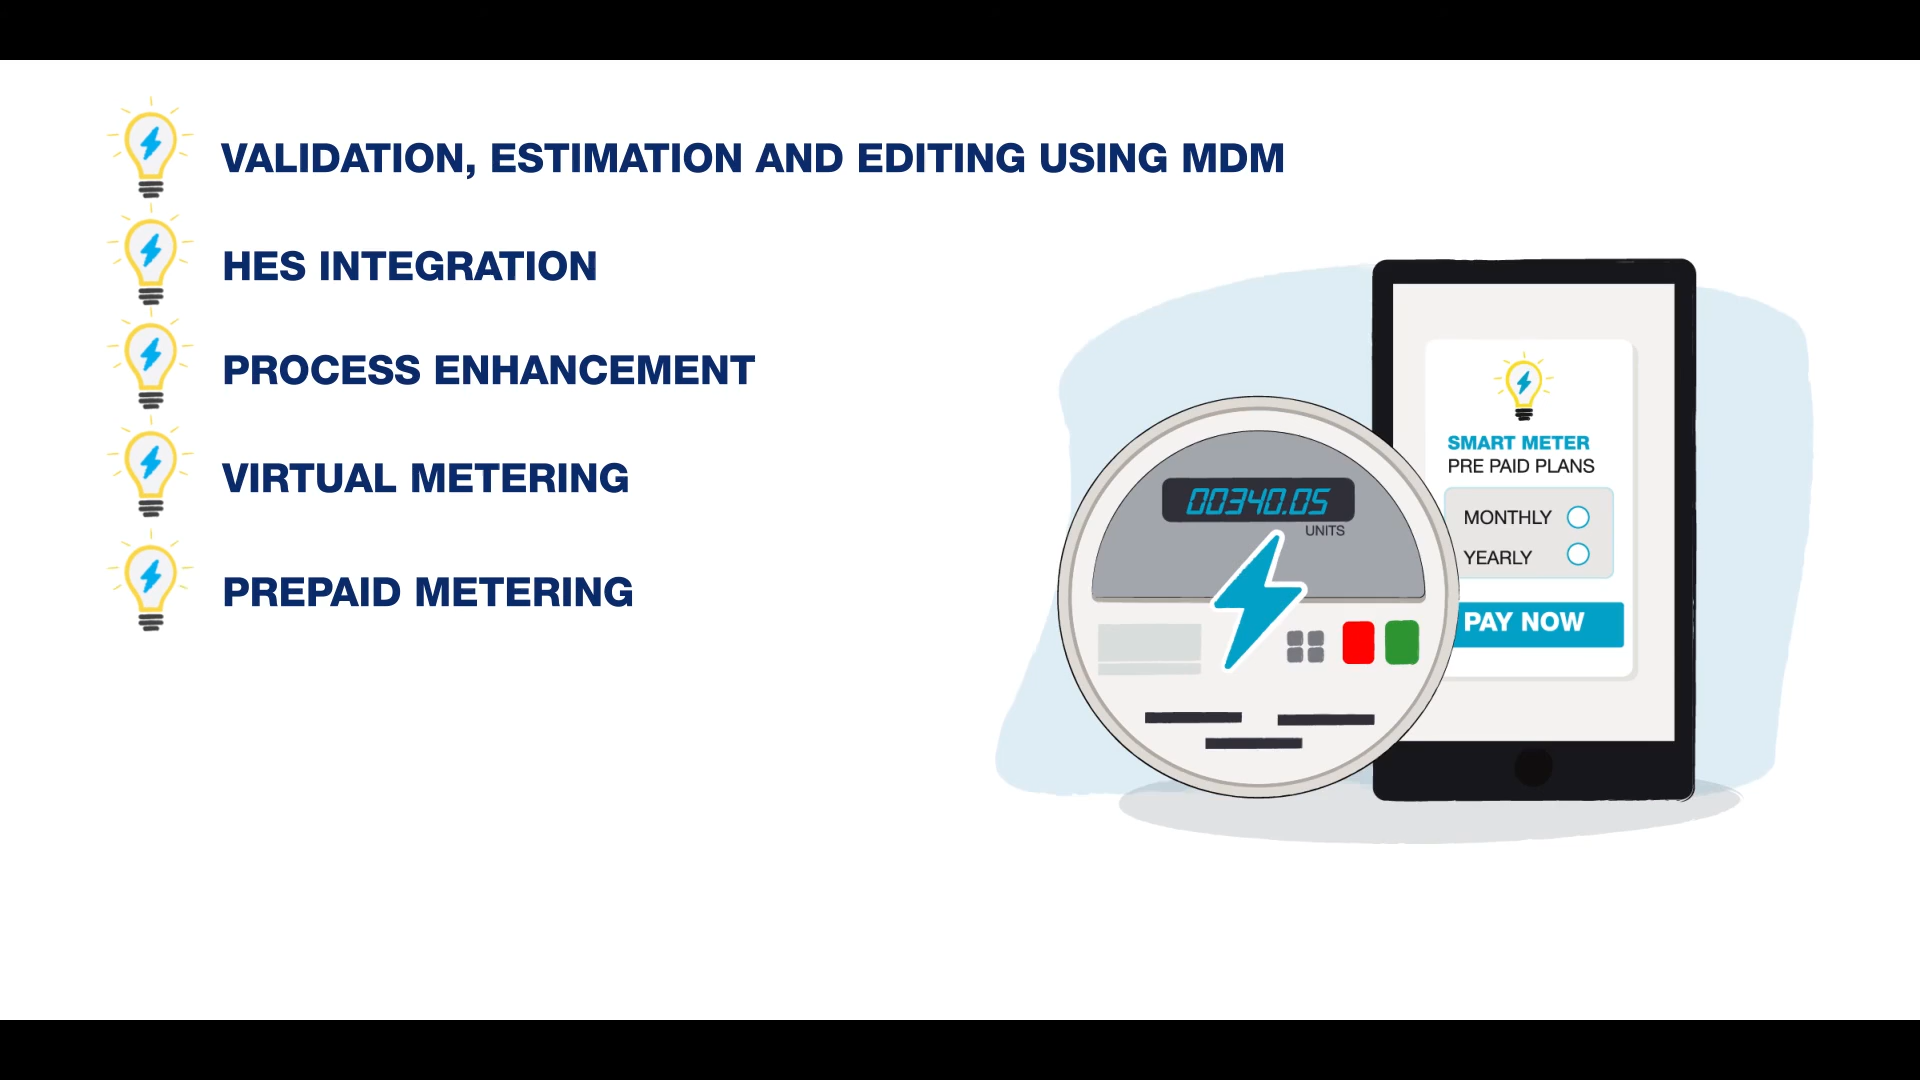 VALIDATION, ESTIMATION AND EDITING USING MDM
HES INTEGRATION
PROCESS ENHANCEMENT
VIRTUAL METERING
PREPAID METERING
00340.05
UNITS
SMART METER
PRE PAID PLANS
MONTHLY
YEARLY
PAY NOW